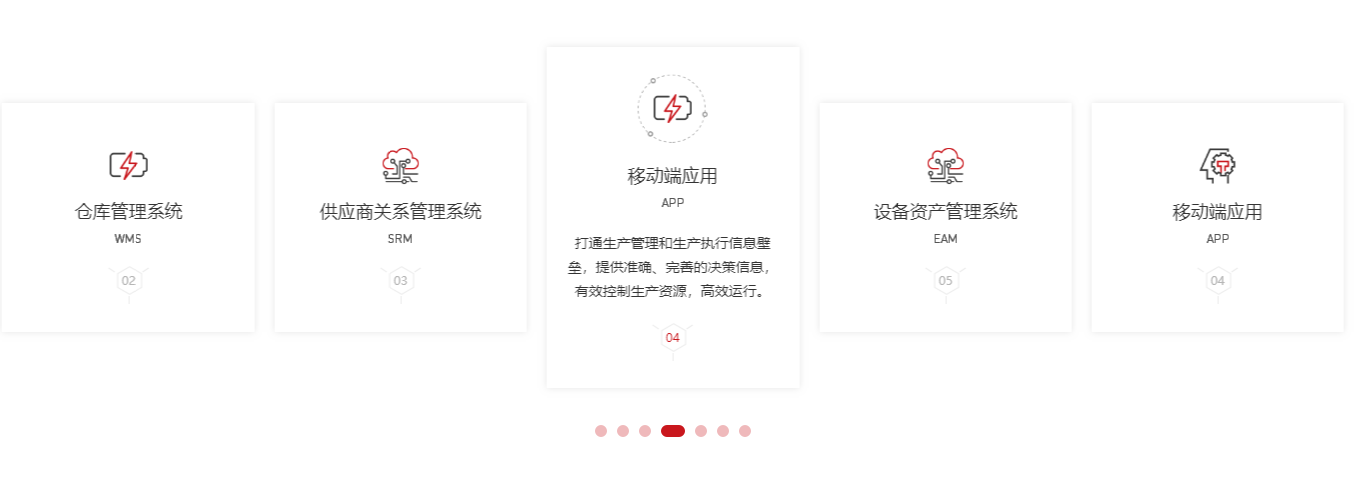 仓库管理系统
WMS
02
供应商关系管理系统
SRM
03
移动端应用
APP
打通生产管理和生产执行信息壁
垒，提供准确、完善的决策信息，
有效控制生产资源，高效运行。
04
设备资产管理系统
EAM
05
移动端应用
APP
04